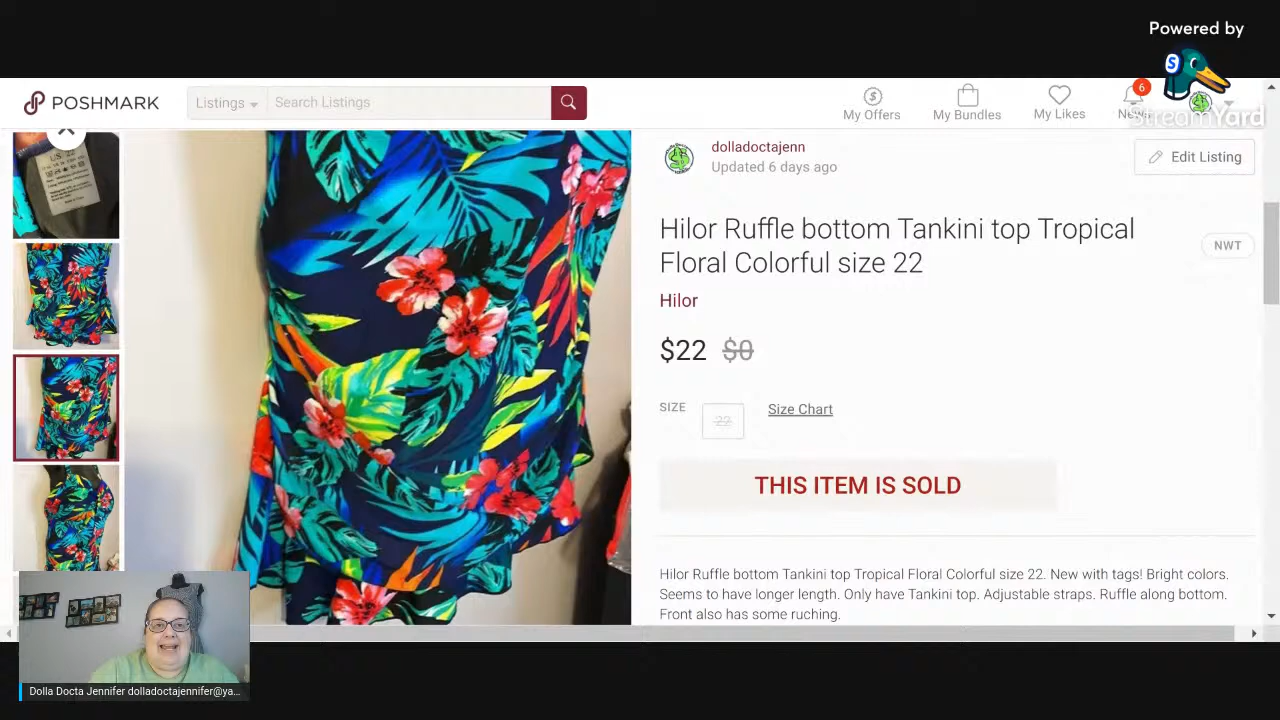 Powered by
StreamYard
POSHMARK
Listings
Search Listings
My Offers
My Bundles
My Likes
6
dolladoctajenn
Updated 6 days ago
Edit Listing
Hilor Ruffle bottom Tankini top Tropical
Floral Colorful size 22
NWT
Hilor
$22 $0
SIZE
22
Size Chart
THIS ITEM IS SOLD
Hilor Ruffle bottom Tankini top Tropical Floral Colorful size 22. New with tags! Bright colors.
Seems to have longer length. Only have Tankini top. Adjustable straps. Ruffle along bottom.
Front also has some ruching.
US: 22
Dolla Docta Jennifer dolladoctajennifer@ya...